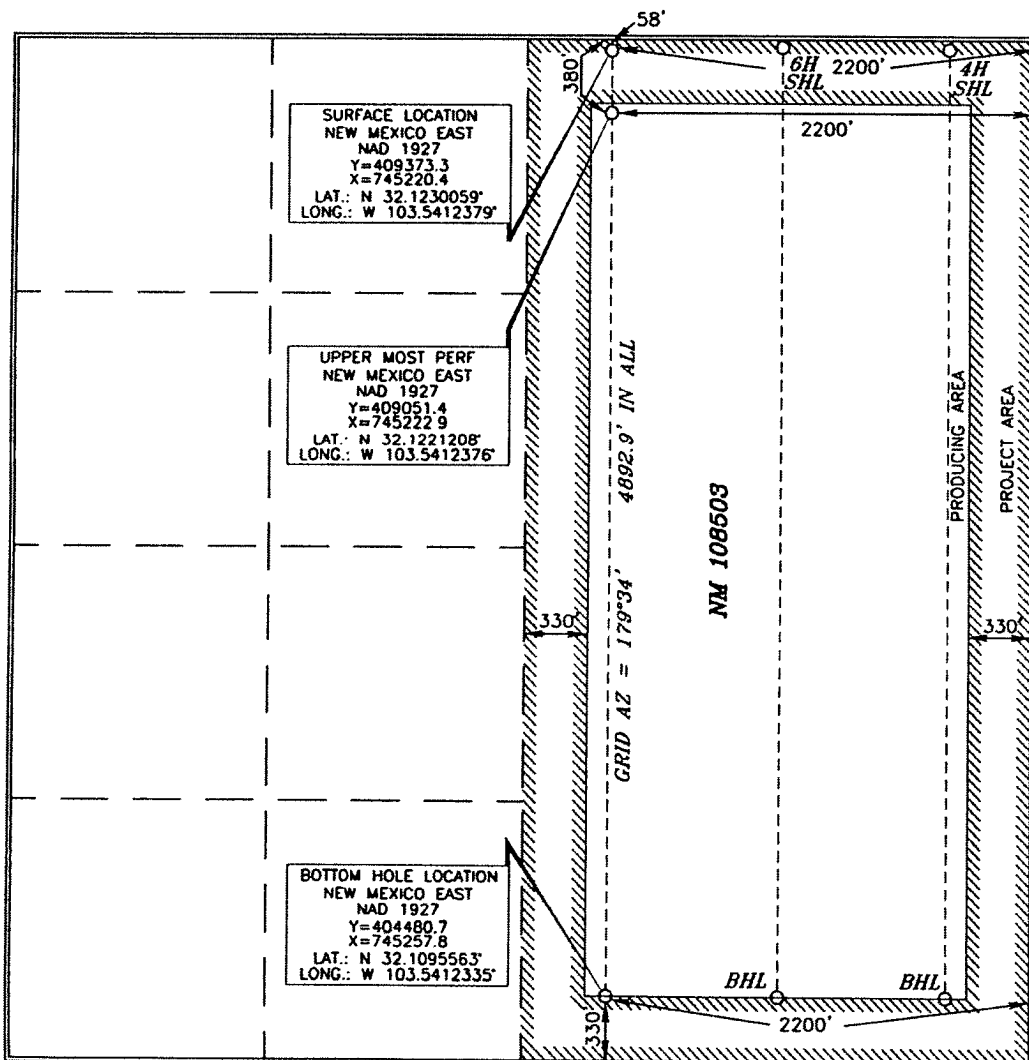 58'
380'
6H
SHL
2200'
4H
SHL
2200'
SURFACE LOCATION
NEW MEXICO EAST
NAD 1927
Y=409373.3
X=745220.4
LAT.: N 32.1230059°
LONG.: W 103.5412379°
UPPER MOST PERF
NEW MEXICO EAST
NAD 1927
Y=409051.4
X=745222.9
LAT.: N 32.1221208°
LONG.: W 103.5412376°
GRID AZ = 179°34' 4892.9' IN ALL
NM 108503
PRODUCING AREA
PROJECT AREA
330'
330'
BOTTOM HOLE LOCATION
NEW MEXICO EAST
NAD 1927
Y=404480.7
X=745257.8
LAT.: N 32.1095563°
LONG.: W 103.5412335°
BHL
BHL
330'
2200'